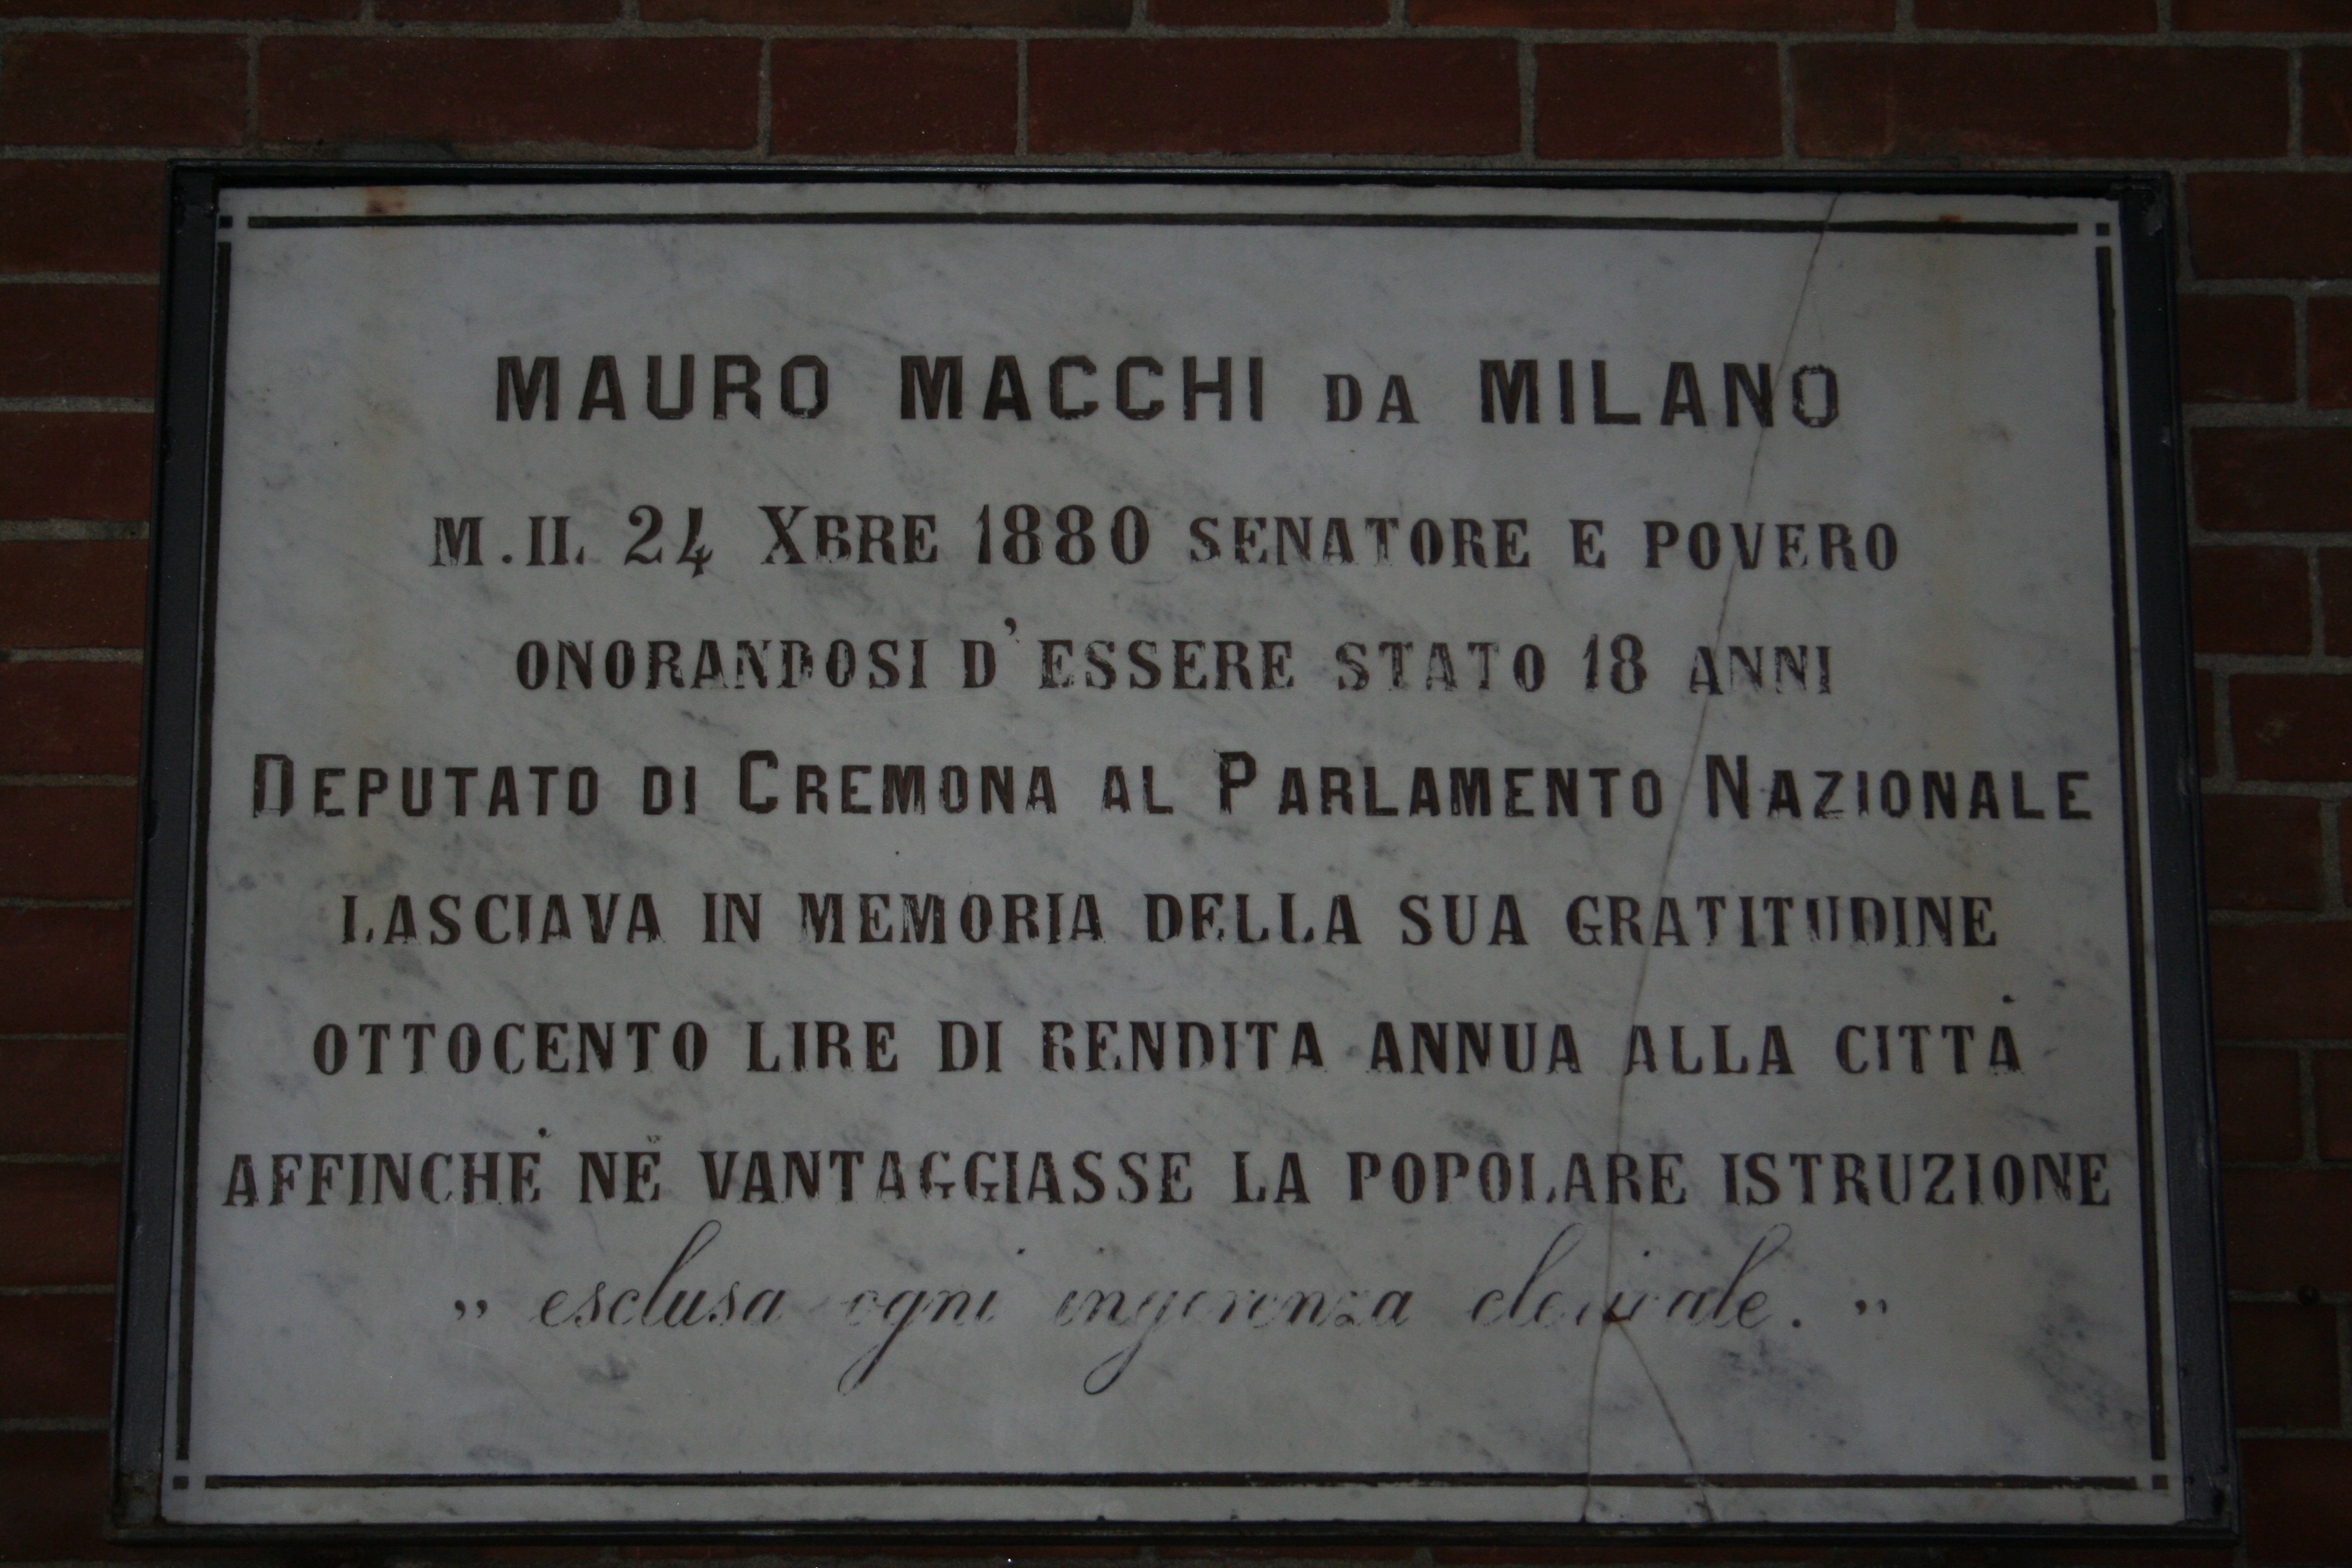 MAURO MACCHI DA MILANO
M. IL 24 XBRE 1880 SENATORE E POVERO
ONORANDOSI D'ESSERE STATO 18 ANNI
DEPUTATO DI CREMONA AL PARLAMENTO NAZIONALE
LASCIAVA IN MEMORIA DELLA SUA GRATITUDINE
OTTOCENTO LIRE DI RENDITA ANNUA ALLA CITTÀ
AFFINCHÈ NE VANTAGGIASSE LA POPOLARE ISTRUZIONE
„ esclusa ogni ingerenza clericale. „